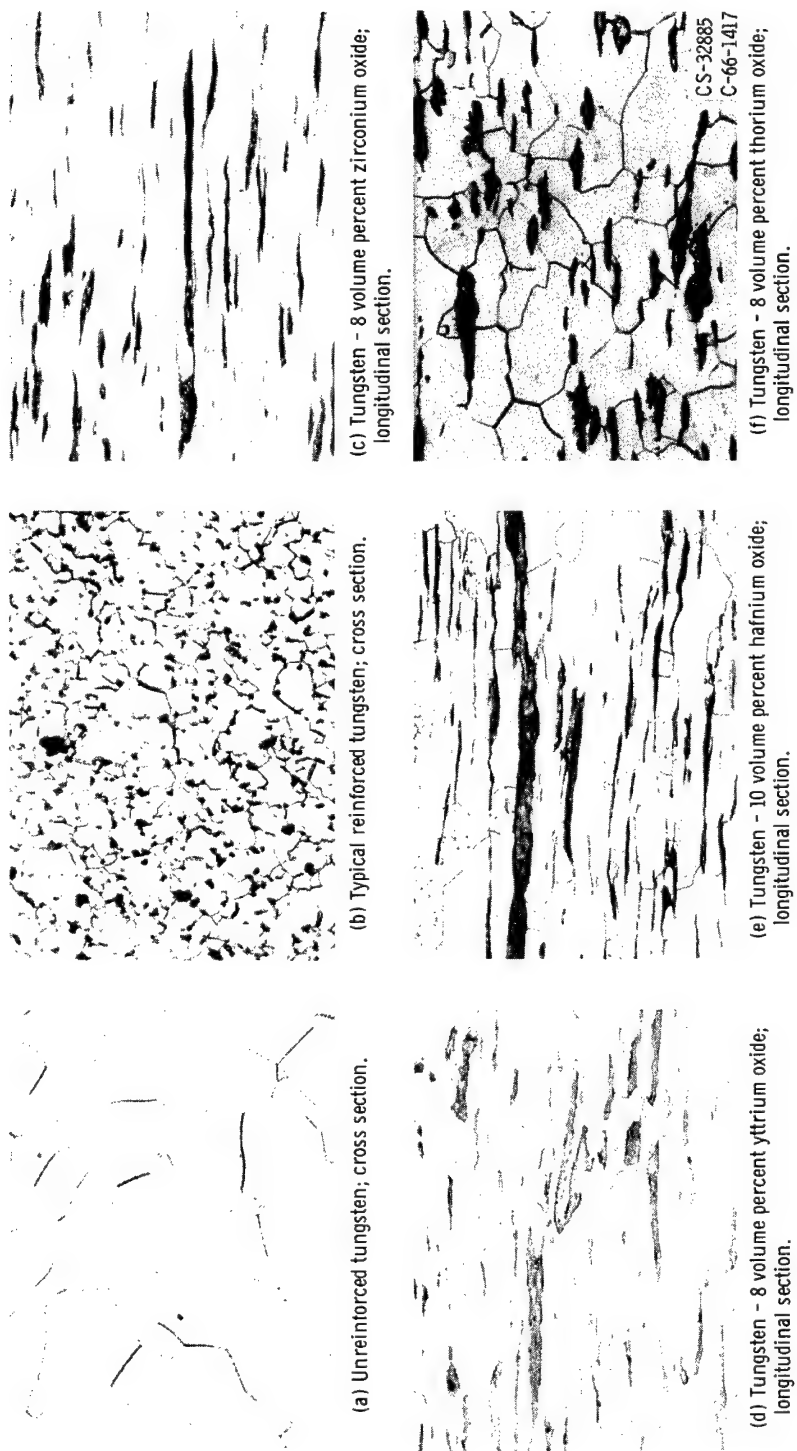 (a) Unreinforced tungsten; cross section.
(b) Typical reinforced tungsten; cross section.
(c) Tungsten - 8 volume percent zirconium oxide;
longitudinal section.
(d) Tungsten - 8 volume percent yttrium oxide;
longitudinal section.
(e) Tungsten - 10 volume percent hafnium oxide;
longitudinal section.
CS-32885
C-66-1417
(f) Tungsten - 8 volume percent thorium oxide;
longitudinal section.